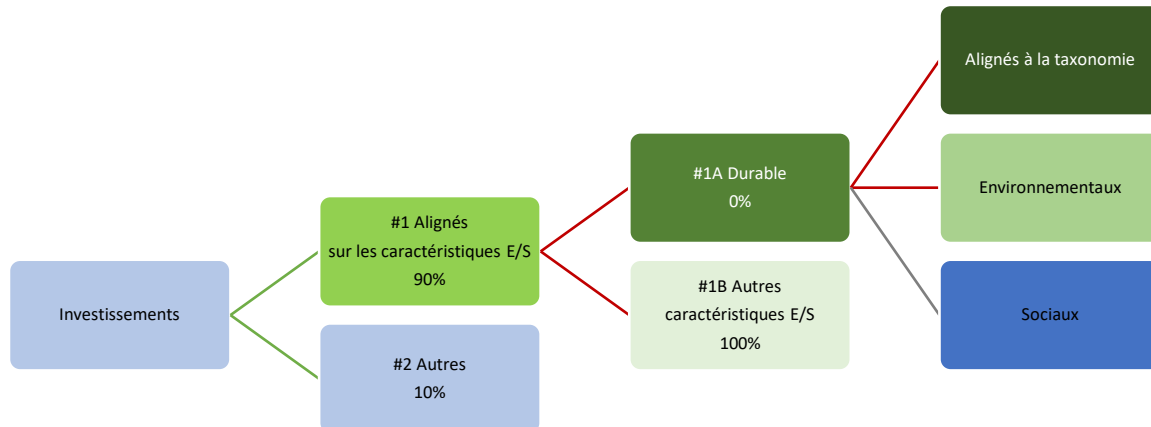 Investissements
#1 Alignés
sur les caractéristiques E/S
90%
#2 Autres
10%
#1A Durable
0%
#1B Autres
caractéristiques E/S
100%
Alignés à la taxonomie
Environnementaux
Sociaux